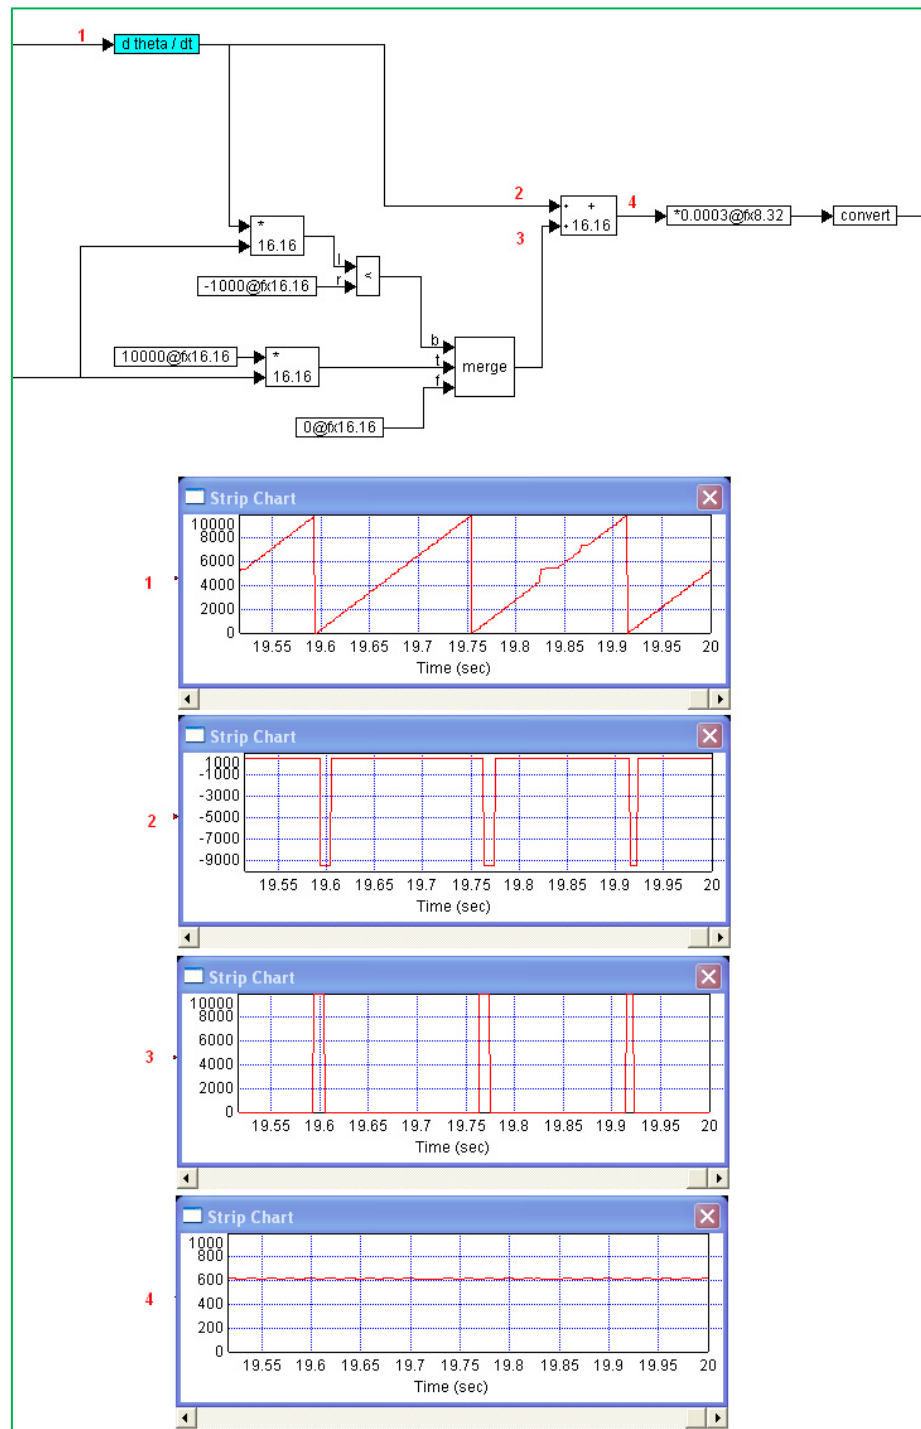 1
d theta / dt
2
*
16.16
3
+
16.16
4
*0.0003@fx8.32
convert
l
r
<
-1000@fx16.16
10000@fx16.16
*
16.16
b
t
f
merge
0@fx16.16
Strip Chart
1
10000
8000
6000
4000
2000
0
19.55 19.6 19.65 19.7 19.75 19.8 19.85 19.9 19.95 20
Time (sec)
Strip Chart
2
1000
-1000
-3000
-5000
-7000
-9000
19.55 19.6 19.65 19.7 19.75 19.8 19.85 19.9 19.95 20
Time (sec)
Strip Chart
3
10000
8000
6000
4000
2000
0
19.55 19.6 19.65 19.7 19.75 19.8 19.85 19.9 19.95 20
Time (sec)
Strip Chart
4
1000
800
600
400
200
0
19.55 19.6 19.65 19.7 19.75 19.8 19.85 19.9 19.95 20
Time (sec)